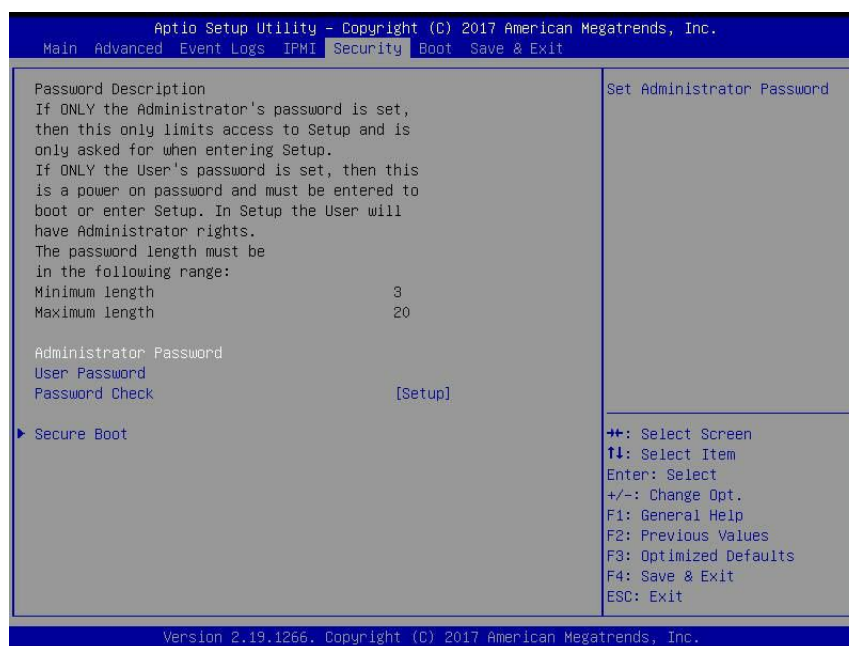 Aptio Setup Utility – Copyright (C) 2017 American Megatrends, Inc.
Main Advanced Event Logs IPMI Security Boot Save & Exit
Password Description
If ONLY the Administrator's password is set,
then this only limits access to Setup and is
only asked for when entering Setup.
If ONLY the User's password is set, then this
is a power on password and must be entered to
boot or enter Setup. In Setup the User will
have Administrator rights.
The password length must be
in the following range:
Minimum length 3
Maximum length 20
Administrator Password
User Password
Password Check [Setup]
▶ Secure Boot
Set Administrator Password
→←: Select Screen
↑↓: Select Item
Enter: Select
+/-: Change Opt.
F1: General Help
F2: Previous Values
F3: Optimized Defaults
F4: Save & Exit
ESC: Exit
Version 2.19.1266. Copyright (C) 2017 American Megatrends, Inc.